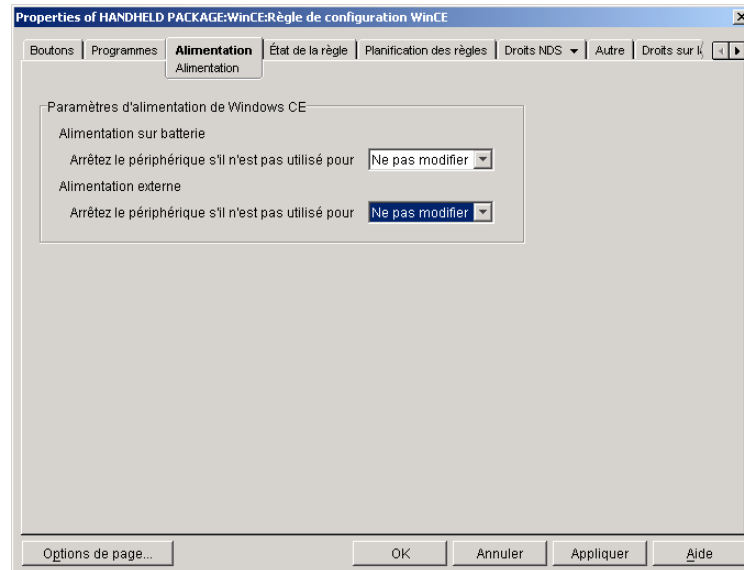 Properties of HANDHELD PACKAGE:WinCE:Règle de configuration WinCE
Boutons Programmes Alimentation État de la règle Planification des règles Droits NDS Autre Droits sur
Alimentation
Paramètres d'alimentation de Windows CE
Alimentation sur batterie
Arrêtez le périphérique s'il n'est pas utilisé pour Ne pas modifier
Alimentation externe
Arrêtez le périphérique s'il n'est pas utilisé pour Ne pas modifier
Options de page... OK Annuler Appliquer Aide